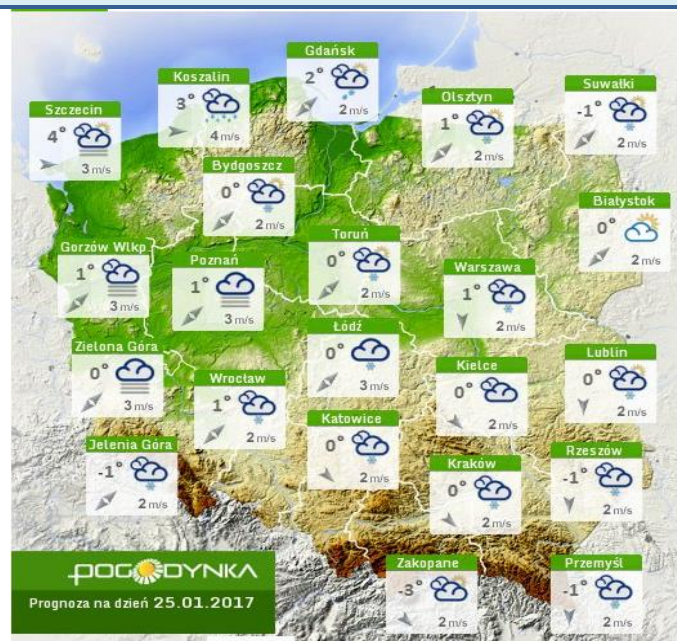 Gdańsk
2°
2 m/s
Koszalin
3°
4 m/s
Suwałki
-1°
2 m/s
Olsztyn
1°
2 m/s
Szczecin
4°
3 m/s
Bydgoszcz
0°
2 m/s
Białystok
0°
2 m/s
Toruń
0°
2 m/s
Gorzów Wlkp
1°
3 m/s
Poznań
1°
3 m/s
Warszawa
1°
2 m/s
Łódź
0°
3 m/s
Zielona Góra
0°
3 m/s
Lublin
0°
2 m/s
Kielce
0°
2 m/s
Wrocław
1°
2 m/s
Katowice
0°
2 m/s
Jelenia Góra
-1°
2 m/s
Rzeszów
-1°
2 m/s
Kraków
0°
2 m/s
Zakopane
-3°
2 m/s
Przemyśl
-1°
2 m/s
POGODYNKA
Prognoza na dzień 25.01.2017